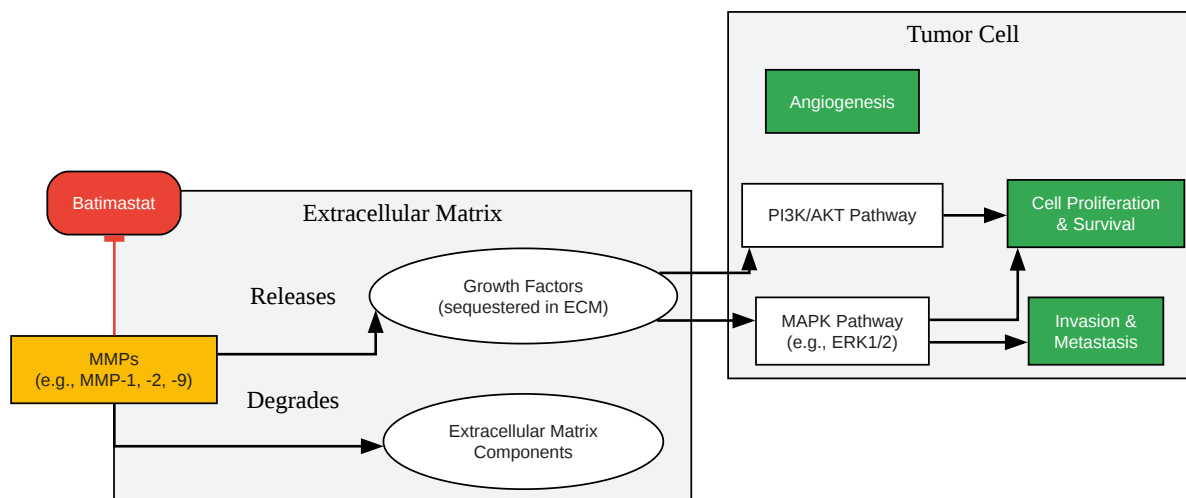 Tumor Cell
Angiogenesis
Batimastat
Extracellular Matrix
PI3K/AKT Pathway
Cell Proliferation
& Survival
Releases
Growth Factors
(sequestered in ECM)
MAPK Pathway
(e.g., ERK1/2)
Invasion &
Metastasis
MMPs
(e.g., MMP-1, -2, -9)
Degrades
Extracellular Matrix
Components